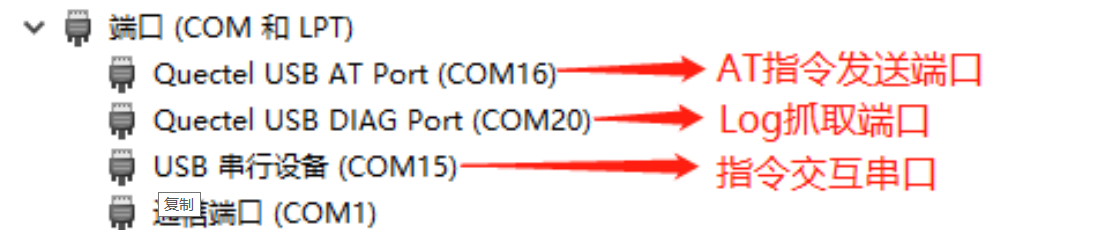 端口 (COM 和 LPT)
Quectel USB AT Port (COM16) AT指令发送端口
Quectel USB DIAG Port (COM20) Log抓取端口
USB 串行设备 (COM15) 指令交互串口
复制
通信端口 (COM1)